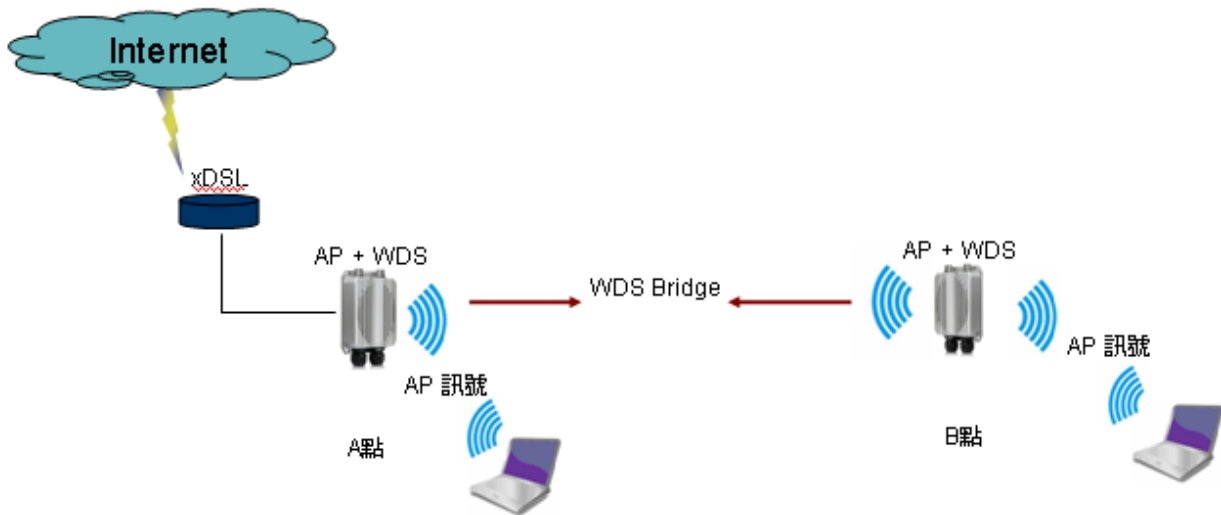 Internet
xDSL
AP + WDS
AP + WDS
WDS Bridge
AP 訊號
AP 訊號
A點
B點